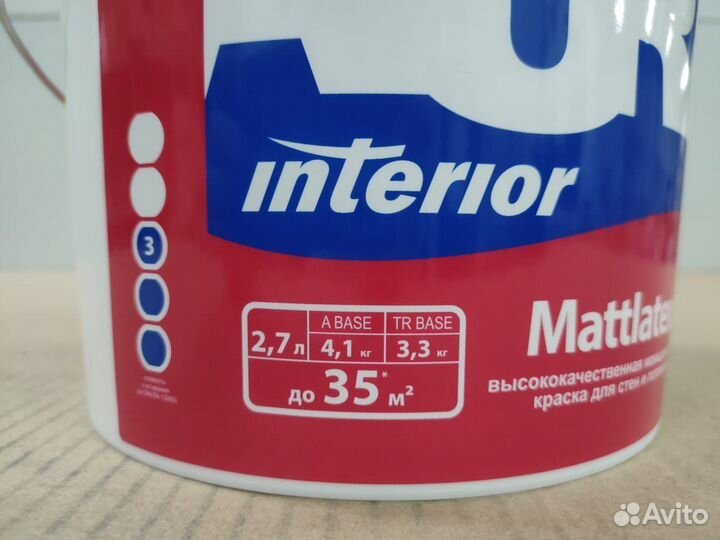 interior
3
A BASE TR BASE
2,7 л 4,1 кг 3,3 кг
до 35* м²
Mattlatex
высококачественная
краска для стен и
Avito